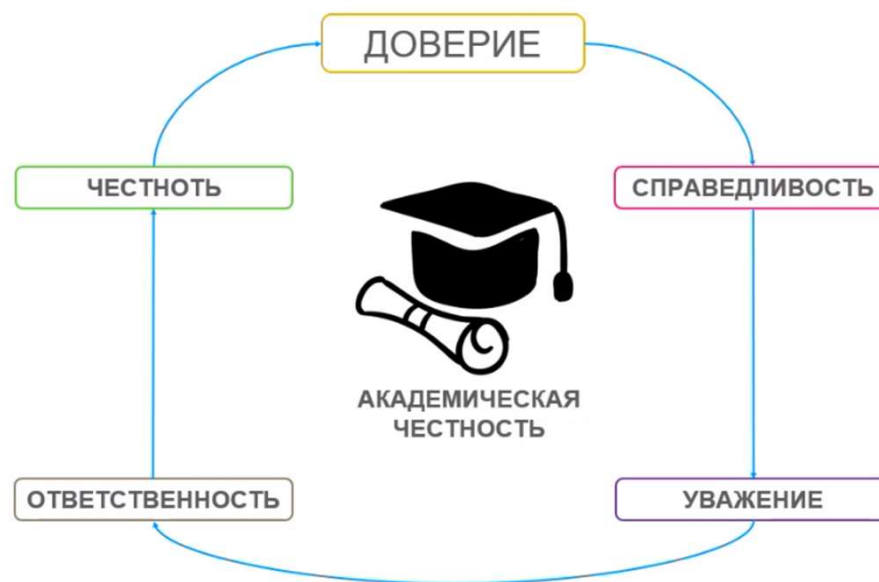 ДОВЕРИЕ
ЧЕСТНОТЬ
СПРАВЕДЛИВОСТЬ
АКАДЕМИЧЕСКАЯ
ЧЕСТНОСТЬ
ОТВЕТСТВЕННОСТЬ
УВАЖЕНИЕ